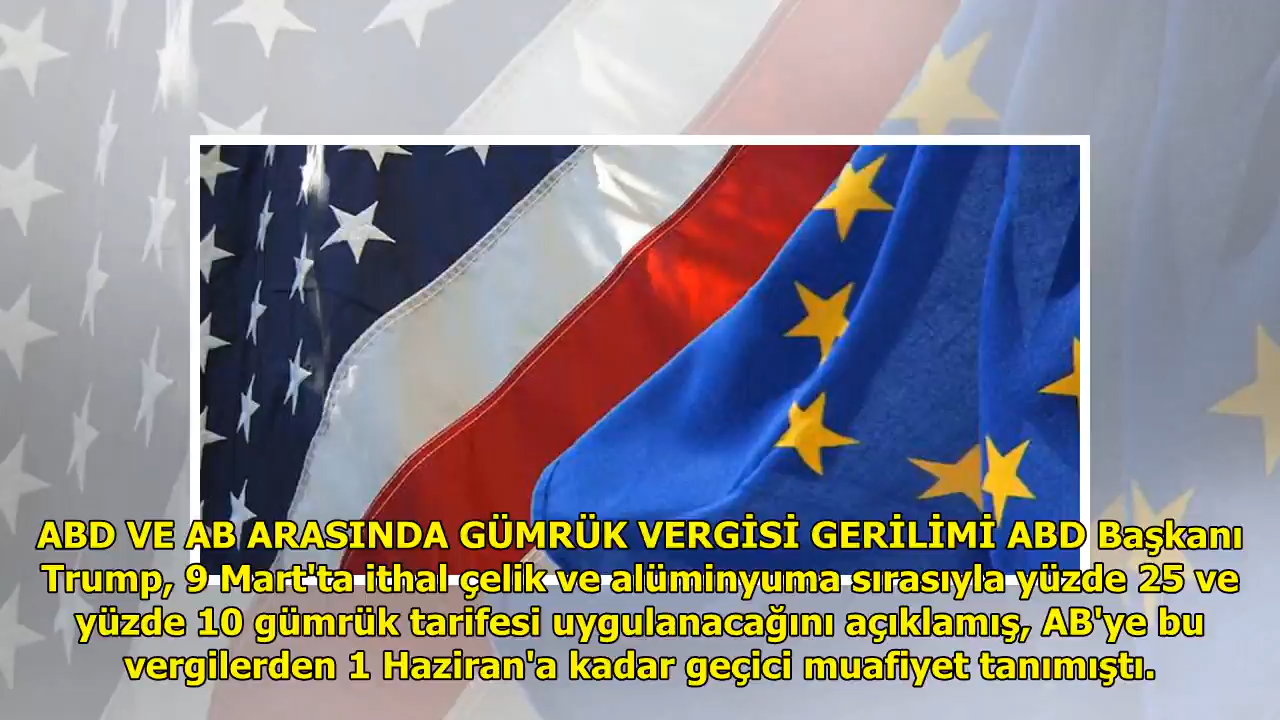 ABD VE AB ARASINDA GÜMRÜK VERGİSİ GERİLİMİ ABD Başkanı
Trump, 9 Mart'ta ithal çelik ve alüminyuma sırasıyla yüzde 25 ve
yüzde 10 gümrük tarifesi uygulanacağını açıklamış, AB'ye bu
vergilerden 1 Haziran'a kadar geçici muafiyet tanımıştı.